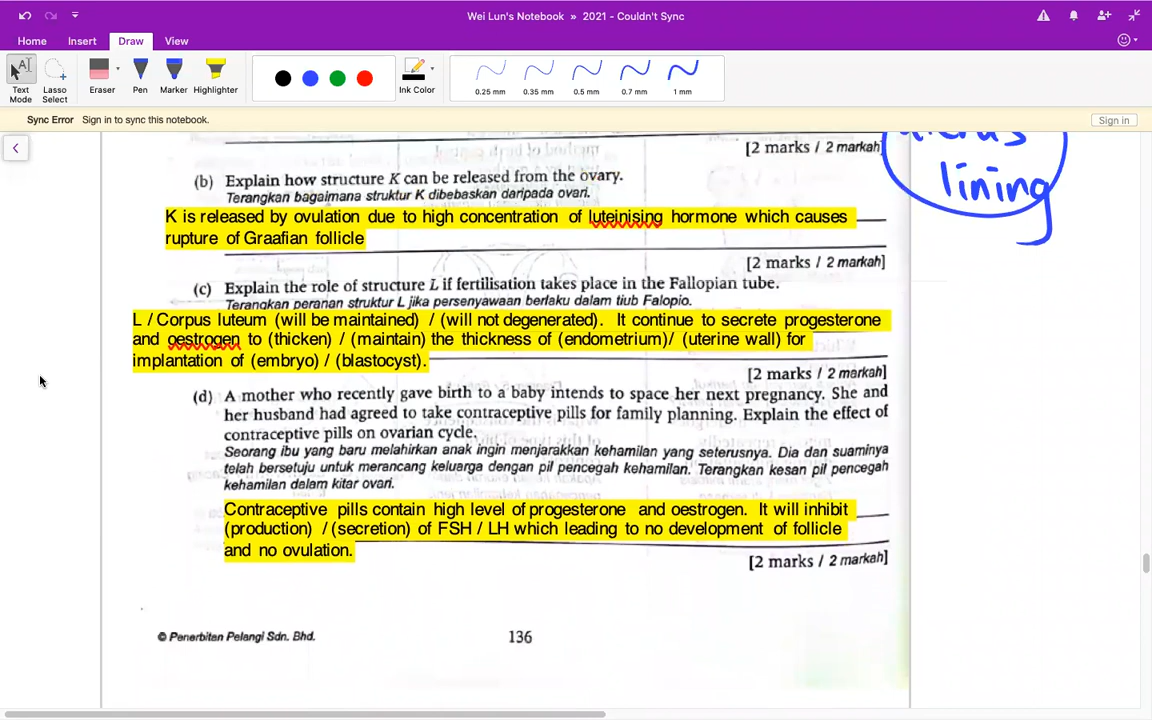 Wei Lun's Notebook » 2021 - Couldn't Sync
Home Insert Draw View
Text Mode
Lasso Select
Eraser
Pen
Marker
Highlighter
Ink Color
0.25 mm 0.35 mm 0.5 mm 0.7 mm 1 mm
Sync Error Sign in to sync this notebook.
Sign in
[2 marks / 2 markah]
uterus
lining
(b) Explain how structure K can be released from the ovary.
Terangkan bagaimana struktur K dibebaskan daripada ovari.
K is released by ovulation due to high concentration of luteinising hormone which causes
rupture of Graafian follicle
[2 marks / 2 markah]
(c) Explain the role of structure L if fertilisation takes place in the Fallopian tube.
Terangkan peranan struktur L jika persenyawaan berlaku dalam tiub Falopio.
L / Corpus luteum (will be maintained) / (will not degenerated). It continue to secrete progesterone
and oestrogen to (thicken) / (maintain) the thickness of (endometrium)/ (uterine wall) for
implantation of (embryo) / (blastocyst).
[2 marks / 2 markah]
(d) A mother who recently gave birth to a baby intends to space her next pregnancy. She and
her husband had agreed to take contraceptive pills for family planning. Explain the effect of
contraceptive pills on ovarian cycle.
Seorang ibu yang baru melahirkan anak ingin menjarakkan kehamilan yang seterusnya. Dia dan suaminya
telah bersetuju untuk merancang keluarga dengan pil pencegah kehamilan. Terangkan kesan pil pencegah
kehamilan dalam kitar ovari.
Contraceptive pills contain high level of progesterone and oestrogen. It will inhibit
(production) / (secretion) of FSH / LH which leading to no development of follicle
and no ovulation.
[2 marks / 2 markah]
© Penerbitan Pelangi Sdn. Bhd.
136